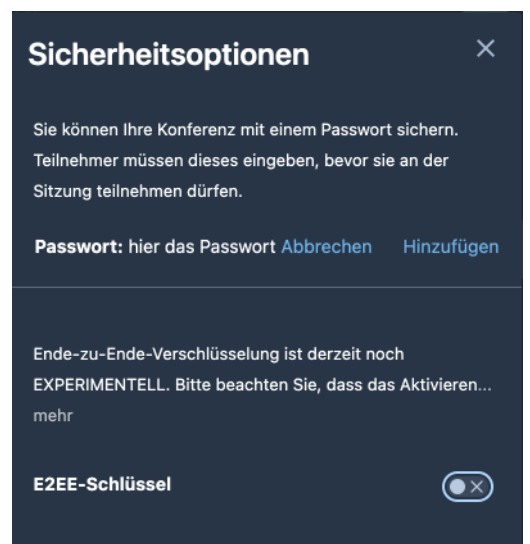 Sicherheitsoptionen
Sie können Ihre Konferenz mit einem Passwort sichern.
Teilnehmer müssen dieses eingeben, bevor sie an der
Sitzung teilnehmen dürfen.
Passwort: hier das Passwort Abbrechen Hinzufügen
Ende-zu-Ende-Verschlüsselung ist derzeit noch
EXPERIMENTELL. Bitte beachten Sie, dass das Aktivieren...
mehr
E2EE-Schlüssel